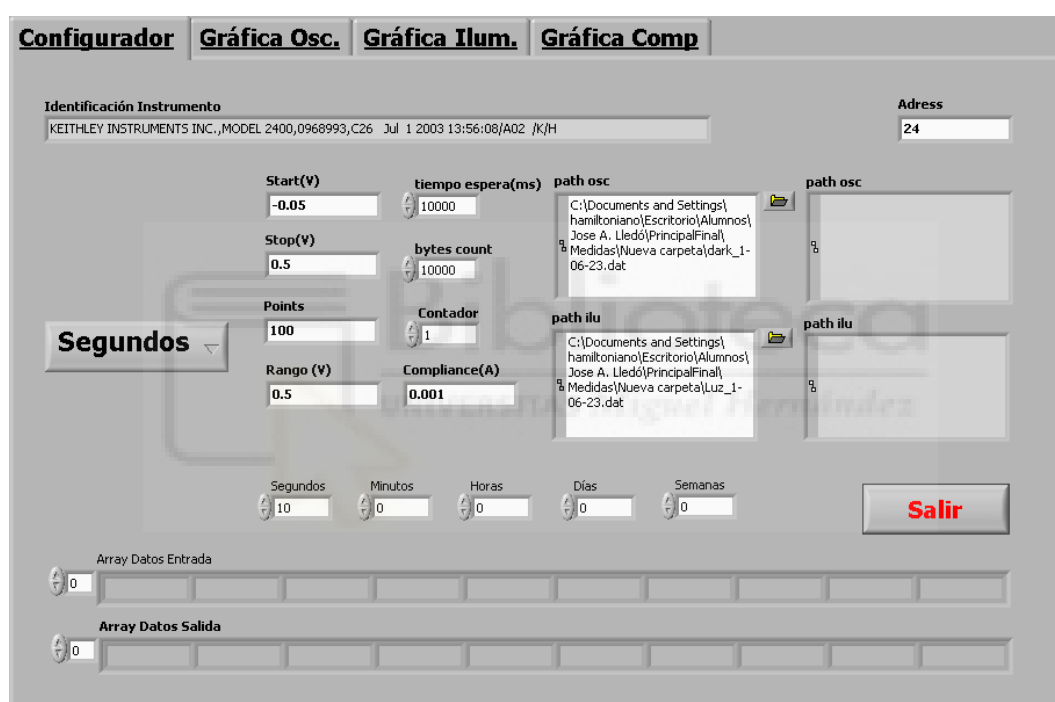 Configurador Gráfica Osc. Gráfica Ilum. Gráfica Comp
Identificación Instrumento
Adress
KEITHLEY INSTRUMENTS INC.,MODEL 2400,0968993,C26 Jul 1 2003 13:56:08/A02 /K/H
24
Start(V)
-0.05
Stop(V)
0.5
Points
100
Rango (V)
0.5
tiempo espera(ms)
10000
bytes count
10000
Contador
1
Compliance(A)
0.001
path osc
C:\Documents and Settings\
hamiltoniano\Escritorio\Alumnos\
Jose A. Lledó\PrincipalFinal\
Medidas\Nueva carpeta\dark_1-
06-23.dat
path osc
path ilu
C:\Documents and Settings\
hamiltoniano\Escritorio\Alumnos\
Jose A. Lledó\PrincipalFinal\
Medidas\Nueva carpeta\Luz_1-
06-23.dat
path ilu
Segundos
Biblioteca
UNIVERSITAS Miguel Hernández
Segundos Minutos Horas Días Semanas
10 0 0 0 0
Salir
Array Datos Entrada
0
Array Datos Salida
0